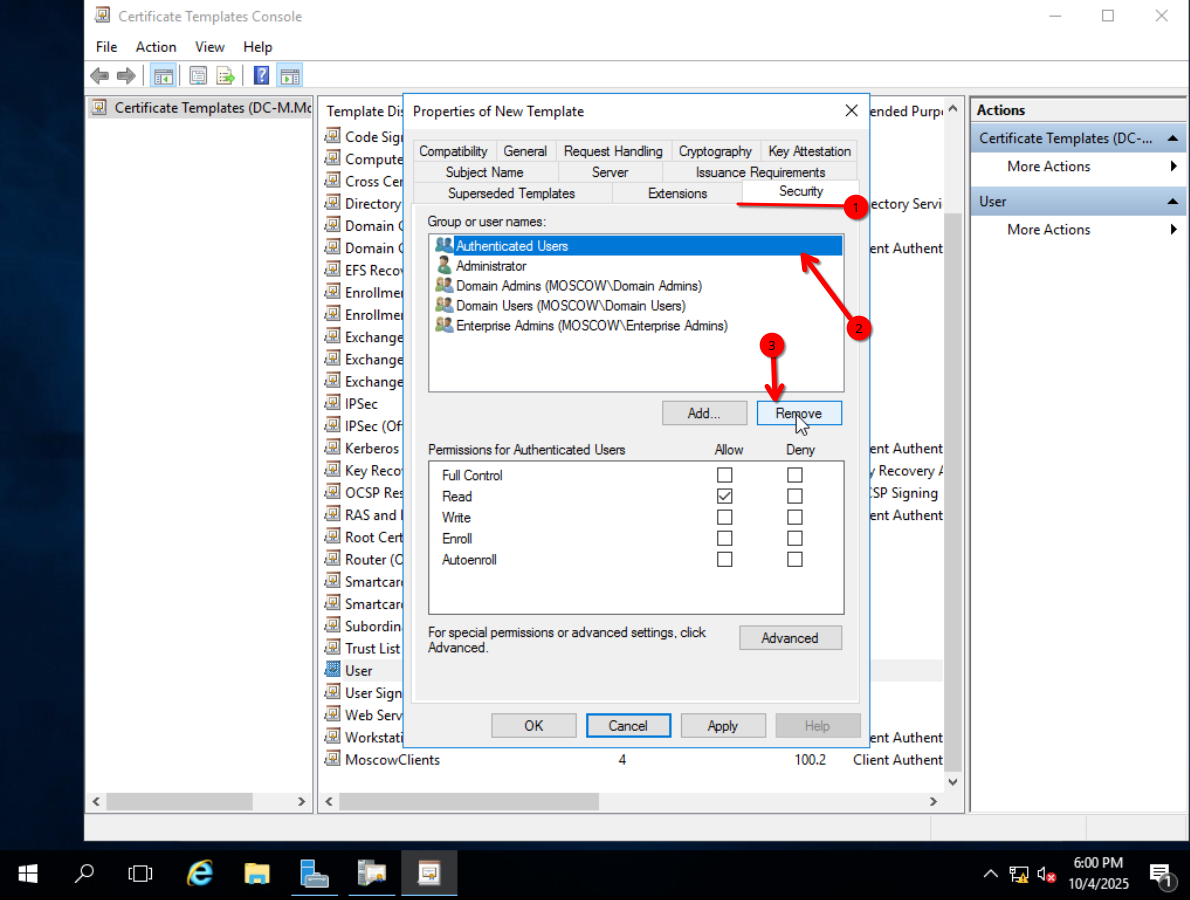 Certificate Templates Console
File Action View Help
Certificate Templates (DC-M.Mc
Template Dis
ended Purp
Code Sig
Compute
Cross Cer
Directory
ectory Servi
Domain C
Domain C
ent Authent
EFS Recov
Enrollmer
Enrollmer
Exchange
Exchange
Exchange
IPSec
IPSec (Of
Kerberos
ent Authent
Key Reco
y Recovery A
OCSP Res
SP Signing
RAS and I
ent Authent
Root Cert
Router (O
Smartcar
Smartcar
Subordin
Trust List
User
User Sign
Web Serv
Workstati
ent Authent
MoscowClients 4 100.2 Client Authent
Properties of New Template
Compatibility General Request Handling Cryptography Key Attestation
Subject Name Server Issuance Requirements
Superseded Templates Extensions Security
1
Group or user names:
Authenticated Users
Administrator
Domain Admins (MOSCOW\Domain Admins)
Domain Users (MOSCOW\Domain Users)
Enterprise Admins (MOSCOW\Enterprise Admins)
2
3
Add... Remove
Permissions for Authenticated Users Allow Deny
Full Control
Read
Write
Enroll
Autoenroll
For special permissions or advanced settings, click
Advanced.
Advanced
OK Cancel Apply Help
Actions
Certificate Templates (DC-...
More Actions
User
More Actions
6:00 PM
10/4/2025
1